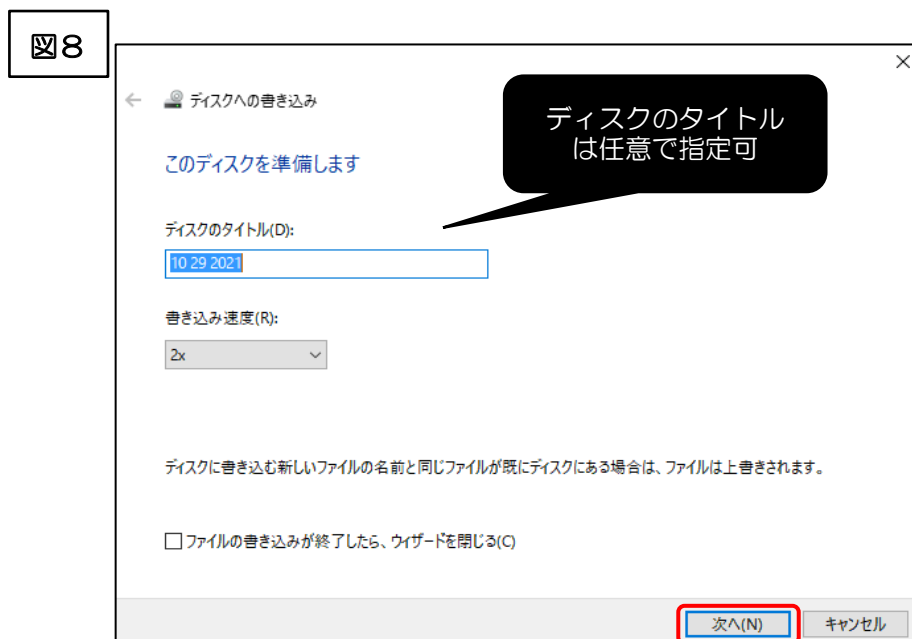 図8
ディスクへの書き込み
ディスクのタイトル
は任意で指定可
このディスクを準備します
ディスクのタイトル(D):
10 29 2021
書き込み速度(R):
2x
ディスクに書き込む新しいファイルの名前と同じファイルが既にディスクにある場合は、ファイルは上書きされます。
ファイルの書き込みが終了したら、ウィザードを閉じる(C)
次へ(N)
キャンセル